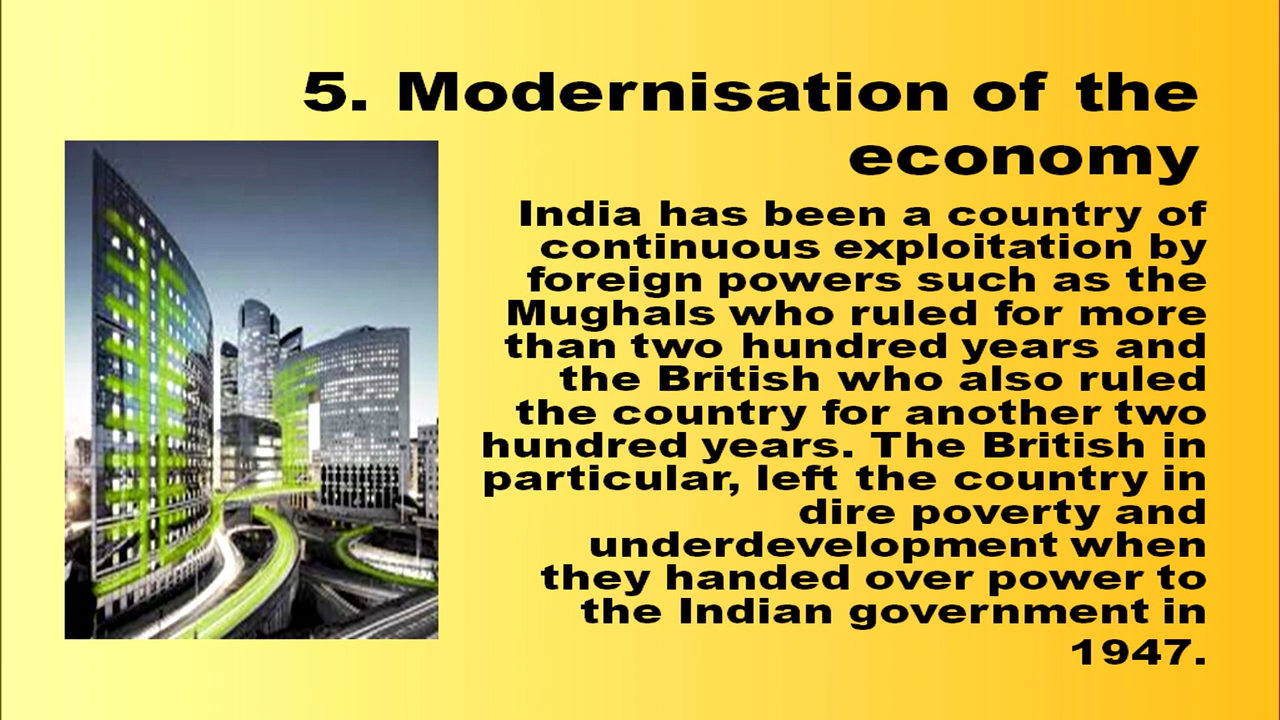 5. Modernisation of the
economy
India has been a country of
continuous exploitation by
foreign powers such as the
Mughals who ruled for more
than two hundred years and
the British who also ruled
the country for another two
hundred years. The British in
particular, left the country in
dire poverty and
underdevelopment when
they handed over power to
the Indian government in
1947.